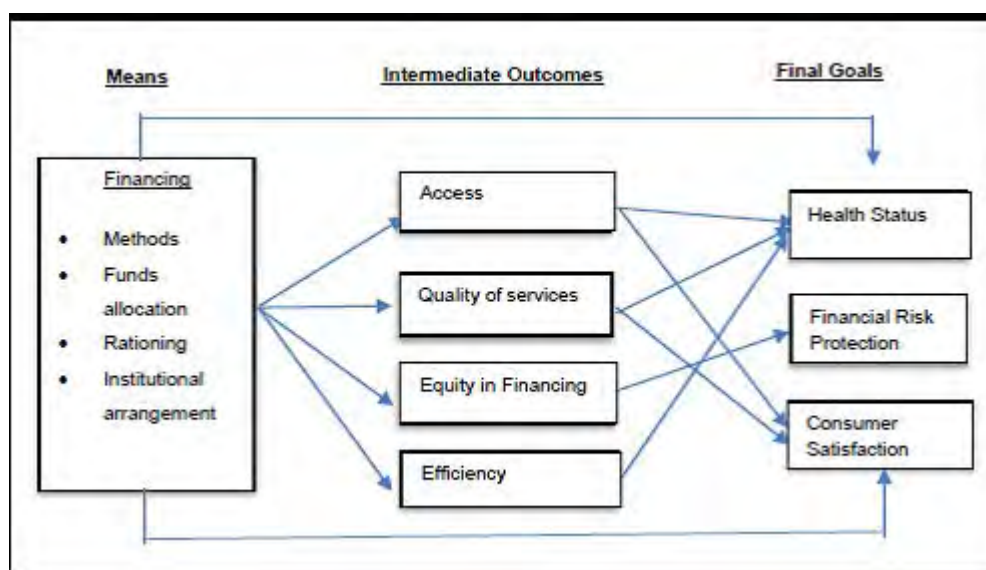 Means
Intermediate Outcomes
Final Goals
Financing
• Methods
• Funds
allocation
• Rationing
• Institutional
arrangement
Access
Quality of services
Equity in Financing
Efficiency
Health Status
Financial Risk
Protection
Consumer
Satisfaction